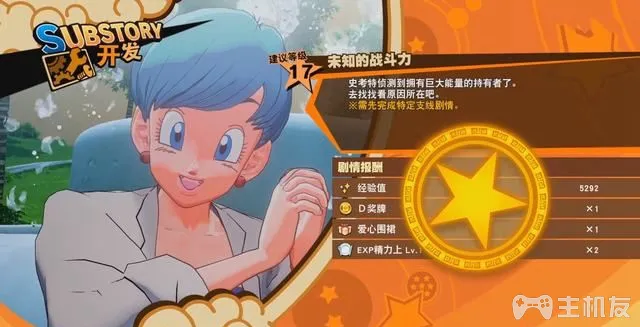 SUBSTORY
开发
建议等级
17
未知的战斗力
史考特侦测到拥有巨大能量的持有者了。
去找找看原因所在吧。
※需先完成特定支线剧情。
剧情报酬
经验值 5292
D奖牌 ×1
爱心围裙 ×1
EXP精力上 Lv.1 ×2
主机友